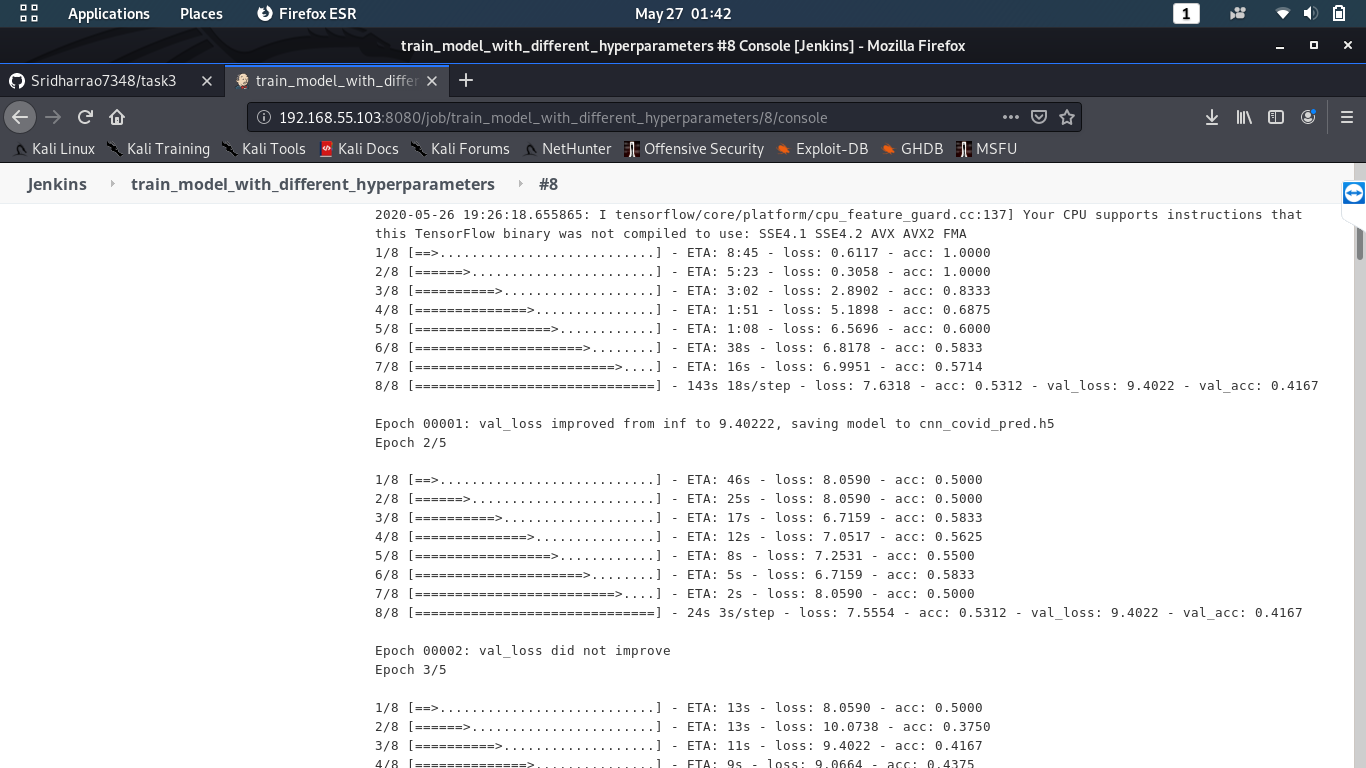 Applications Places Firefox ESR May 27 01:42 1
train_model_with_different_hyperparameters #8 Console [Jenkins] - Mozilla Firefox
Sridharrao7348/task3 train_model_with_differ
192.168.55.103:8080/job/train_model_with_different_hyperparameters/8/console
Kali Linux Kali Training Kali Tools Kali Docs Kali Forums NetHunter Offensive Security Exploit-DB GHDB MSFU
Jenkins train_model_with_different_hyperparameters #8
2020-05-26 19:26:18.655865: I tensorflow/core/platform/cpu_feature_guard.cc:137] Your CPU supports instructions that
this TensorFlow binary was not compiled to use: SSE4.1 SSE4.2 AVX AVX2 FMA
1/8 [==>...........................] - ETA: 8:45 - loss: 0.6117 - acc: 1.0000
2/8 [======>.......................] - ETA: 5:23 - loss: 0.3058 - acc: 1.0000
3/8 [==========>...................] - ETA: 3:02 - loss: 2.8902 - acc: 0.8333
4/8 [==============>...............] - ETA: 1:51 - loss: 5.1898 - acc: 0.6875
5/8 [=================>............] - ETA: 1:08 - loss: 6.5696 - acc: 0.6000
6/8 [=====================>........] - ETA: 38s - loss: 6.8178 - acc: 0.5833
7/8 [=========================>....] - ETA: 16s - loss: 6.9951 - acc: 0.5714
8/8 [==============================] - 143s 18s/step - loss: 7.6318 - acc: 0.5312 - val_loss: 9.4022 - val_acc: 0.4167
Epoch 00001: val_loss improved from inf to 9.40222, saving model to cnn_covid_pred.h5
Epoch 2/5
1/8 [==>...........................] - ETA: 46s - loss: 8.0590 - acc: 0.5000
2/8 [======>.......................] - ETA: 25s - loss: 8.0590 - acc: 0.5000
3/8 [==========>...................] - ETA: 17s - loss: 6.7159 - acc: 0.5833
4/8 [==============>...............] - ETA: 12s - loss: 7.0517 - acc: 0.5625
5/8 [=================>............] - ETA: 8s - loss: 7.2531 - acc: 0.5500
6/8 [=====================>........] - ETA: 5s - loss: 6.7159 - acc: 0.5833
7/8 [=========================>....] - ETA: 2s - loss: 8.0590 - acc: 0.5000
8/8 [==============================] - 24s 3s/step - loss: 7.5554 - acc: 0.5312 - val_loss: 9.4022 - val_acc: 0.4167
Epoch 00002: val_loss did not improve
Epoch 3/5
1/8 [==>...........................] - ETA: 13s - loss: 8.0590 - acc: 0.5000
2/8 [======>.......................] - ETA: 13s - loss: 10.0738 - acc: 0.3750
3/8 [==========>...................] - ETA: 11s - loss: 9.4022 - acc: 0.4167
4/8 [==============>...............] - ETA: 9s - loss: 9.0664 - acc: 0.4375